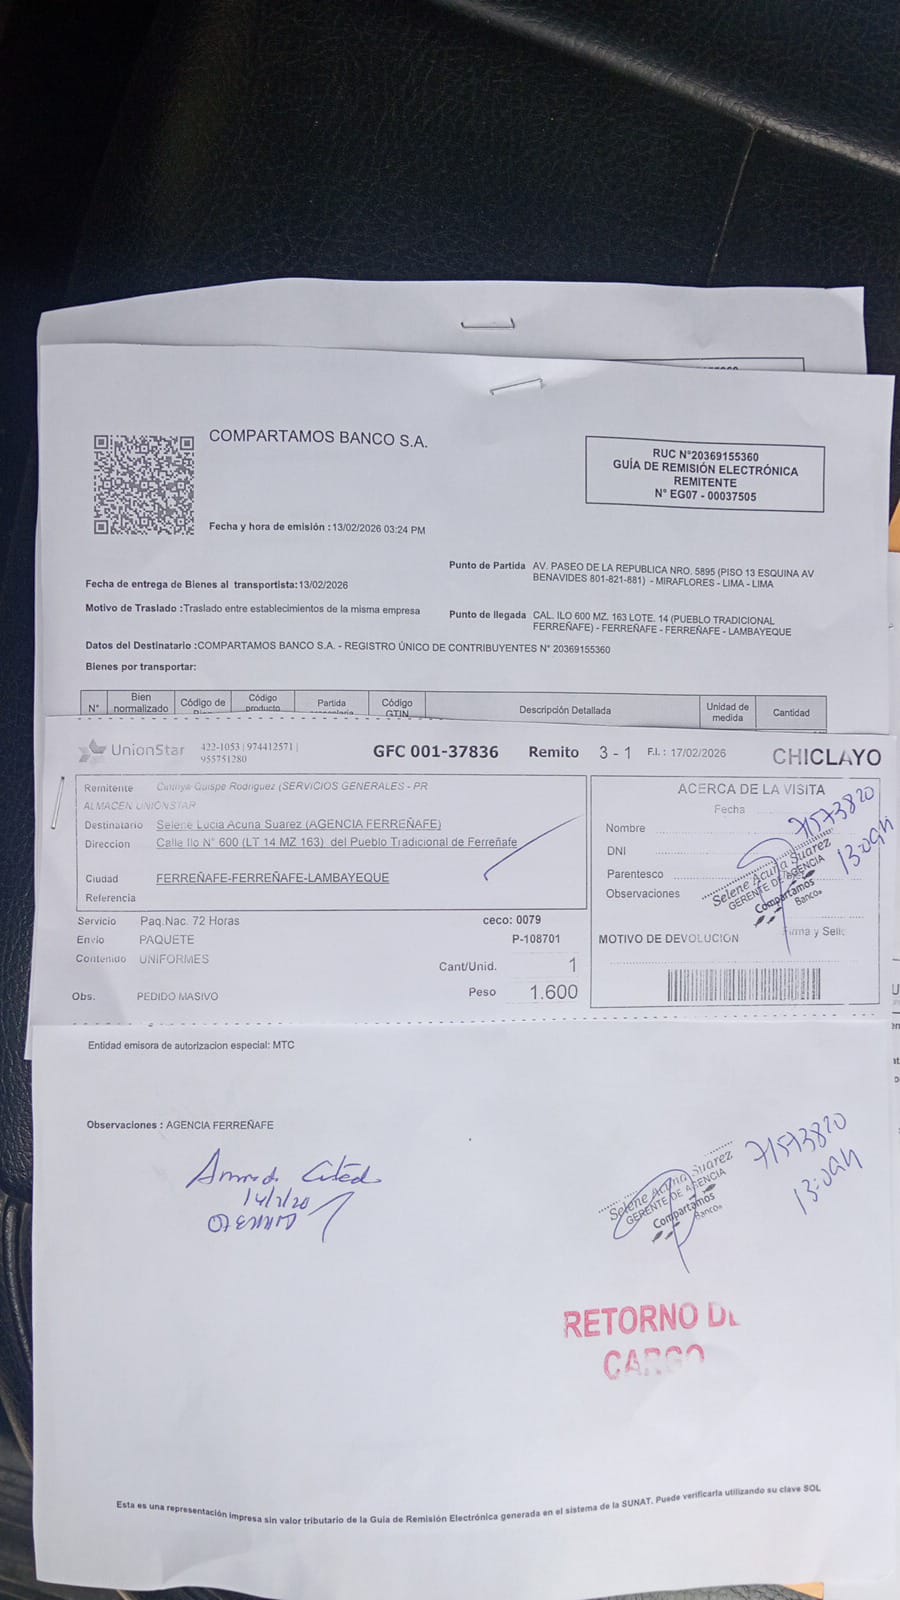 COMPARTAMOS BANCO S.A.
RUC N°20369155360
GUÍA DE REMISIÓN ELECTRÓNICA
REMITENTE
N° EG07 - 00037505
Fecha y hora de emisión :13/02/2026 03:24 PM
Punto de Partida AV. PASEO DE LA REPUBLICA NRO. 5895 (PISO 13 ESQUINA AV
BENAVIDES 801-821-881) - MIRAFLORES - LIMA - LIMA
Fecha de entrega de Bienes al transportista:13/02/2026
Motivo de Traslado :Traslado entre establecimientos de la misma empresa
Punto de llegada CAL. ILO 600 MZ. 163 LOTE. 14 (PUEBLO TRADICIONAL
FERREÑAFE) - FERREÑAFE - FERREÑAFE - LAMBAYEQUE
Datos del Destinatario :COMPARTAMOS BANCO S.A. - REGISTRO ÚNICO DE CONTRIBUYENTES N° 20369155360
Bienes por transportar:
N° Bien normalizado Código de Código producto Partida Código GTIN Descripción Detallada Unidad de medida Cantidad
UnionStar 422-1053 | 974412571 |
955751280
GFC 001-37836 Remito 3 - 1 F.I.: 17/02/2026 CHICLAYO
Remitente Quispe Rodriguez (SERVICIOS GENERALES - PR
ALMACEN UNIONSTAR
Destinatario Selene Lucia Acuna Suarez (AGENCIA FERREÑAFE)
Direccion Calle Ilo N° 600 (LT 14 MZ 163) del Pueblo Tradicional de Ferreñafe
Ciudad FERREÑAFE-FERREÑAFE-LAMBAYEQUE
Referencia
Servicio Paq.Nac. 72 Horas ceco: 0079
Envio PAQUETE P-108701
Contenido UNIFORMES
Cant/Unid. 1
Obs. PEDIDO MASIVO
Peso 1.600
ACERCA DE LA VISITA
Fecha
Nombre
DNI
Parentesco
Observaciones
71573820
13:09h
Selene Acuña Suarez
GERENTE DE AGENCIA
Compartamos
Banco
Firma y Sello
MOTIVO DE DEVOLUCION
Entidad emisora de autorizacion especial: MTC
Observaciones : AGENCIA FERREÑAFE
71573820
13:09h
Selene Acuña Suarez
GERENTE DE AGENCIA
Compartamos
Banco
RETORNO DE
CARGO
Esta es una representación impresa sin valor tributario de la Guía de Remisión Electrónica generada en el sistema de la SUNAT. Puede verificarla utilizando su clave SOL